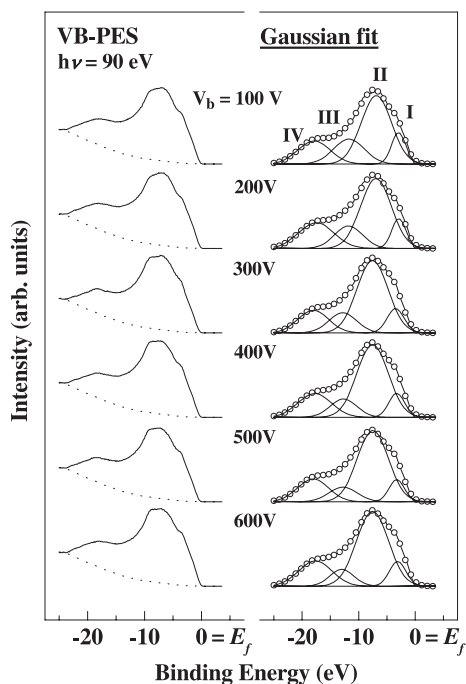 VB-PES
hν = 90 eV
Gaussian fit
V_b = 100 V
I
II
III
IV
200V
300V
400V
500V
600V
Intensity (arb. units)
-20 -10 0 = E_f -20 -10 0 = E_f
Binding Energy (eV)